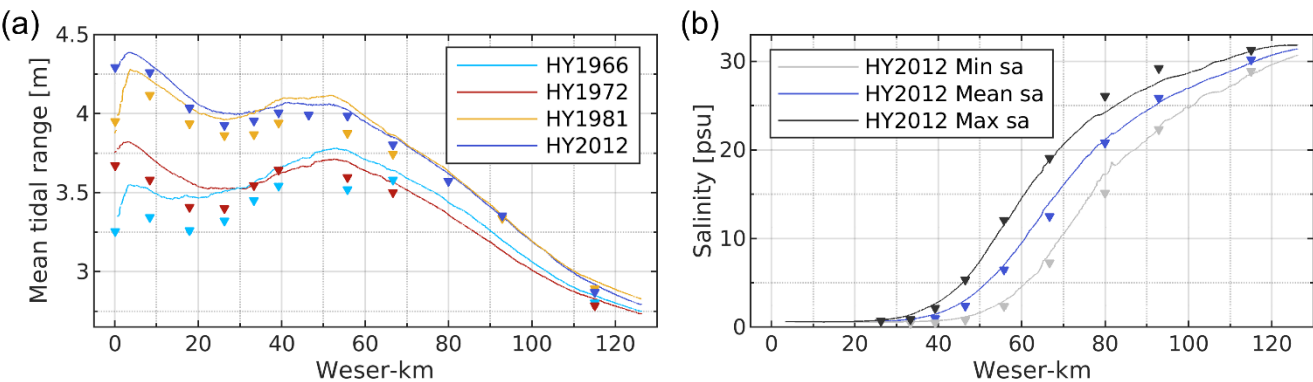 (a)
Mean tidal range [m]
4.5
4
3.5
3
HY1966
HY1972
HY1981
HY2012
0 20 40 60 80 100 120
Weser-km
(b)
Salinity [psu]
30
20
10
0
HY2012 Min sa
HY2012 Mean sa
HY2012 Max sa
0 20 40 60 80 100 120
Weser-km